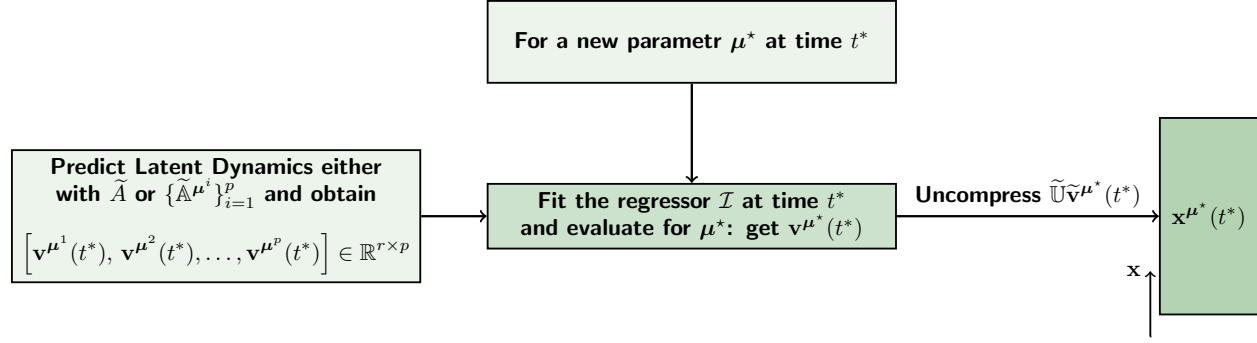 For a new parametr μ⋆ at time t*
Predict Latent Dynamics either
with Ã or {𝔸̃^{μ^i}}_{i=1}^p and obtain
[v^{μ^1}(t*), v^{μ^2}(t*), . . . , v^{μ^p}(t*)] ∈ ℝ^{r×p}
Fit the regressor ℐ at time t*
and evaluate for μ⋆: get v^{μ⋆}(t*)
Uncompress 𝕌̃ṽ^{μ⋆}(t*)
x^{μ⋆}(t*)
x